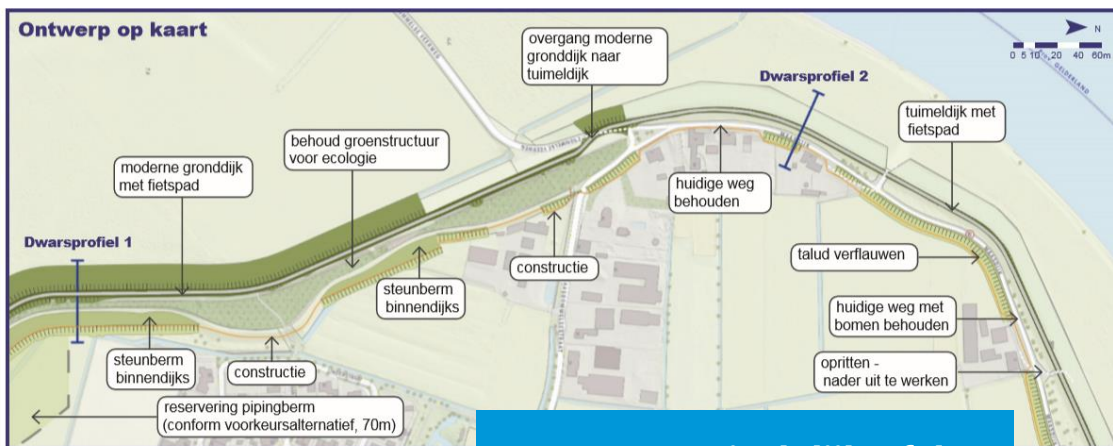 Ontwerp op kaart
N
0 5 10 20 40 60m
overgang moderne
gronddijk naar
tuimeldijk
Dwarsprofiel 2
tuimeldijk met
fietspad
behoud groenstructuur
voor ecologie
moderne gronddijk
met fietspad
huidige weg
behouden
Dwarsprofiel 1
constructie
talud verflauwen
steunberm
binnendijks
huidige weg met
bomen behouden
steunberm
binnendijks
constructie
opritten -
nader uit te werken
reservering pipingberm
(conform voorkeursalternatief, 70m)
GELDERLAND